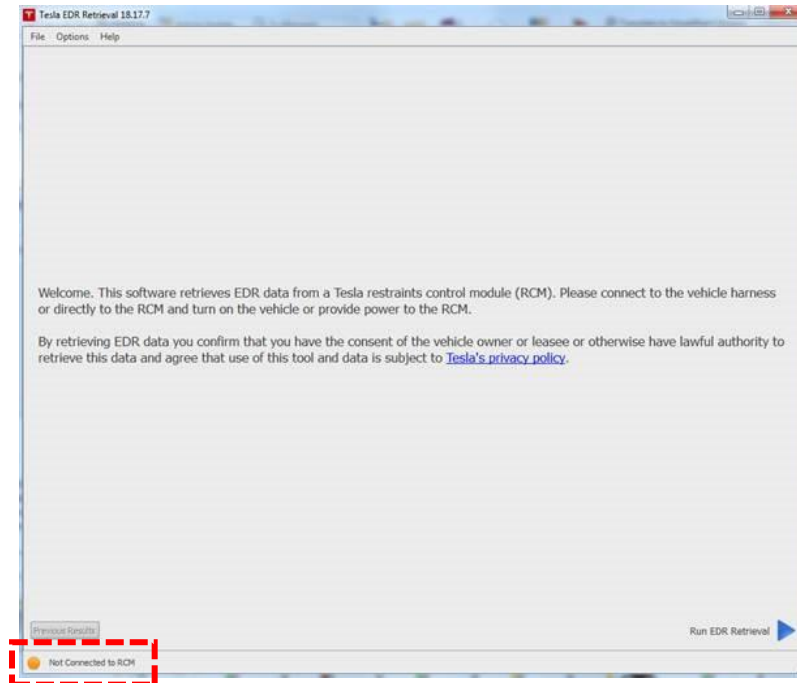 Tesla EDR Retrieval 18.17.7
File Options Help
Welcome. This software retrieves EDR data from a Tesla restraints control module (RCM). Please connect to the vehicle harness
or directly to the RCM and turn on the vehicle or provide power to the RCM.
By retrieving EDR data you confirm that you have the consent of the vehicle owner or leasee or otherwise have lawful authority to
retrieve this data and agree that use of this tool and data is subject to Tesla's privacy policy.
Previous Results
Run EDR Retrieval
Not Connected to RCM